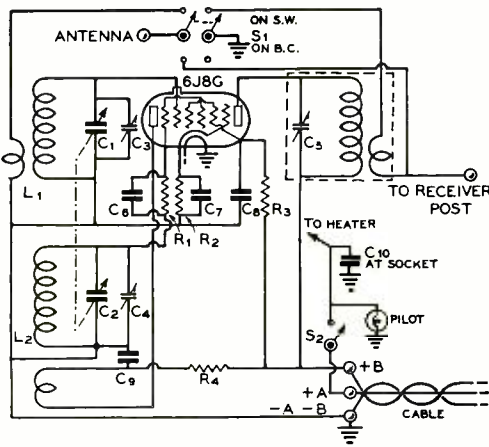 ON S.W.
ANTENNA
S1
ON B.C.
6J8G
C1
C3
C5
L1
TO RECEIVER
POST
C6
C7
C8
R3
R1
R2
TO HEATER
C10
AT SOCKET
L2
C2
C4
PILOT
S2
C9
R4
+B
+A
-A -B
CABLE